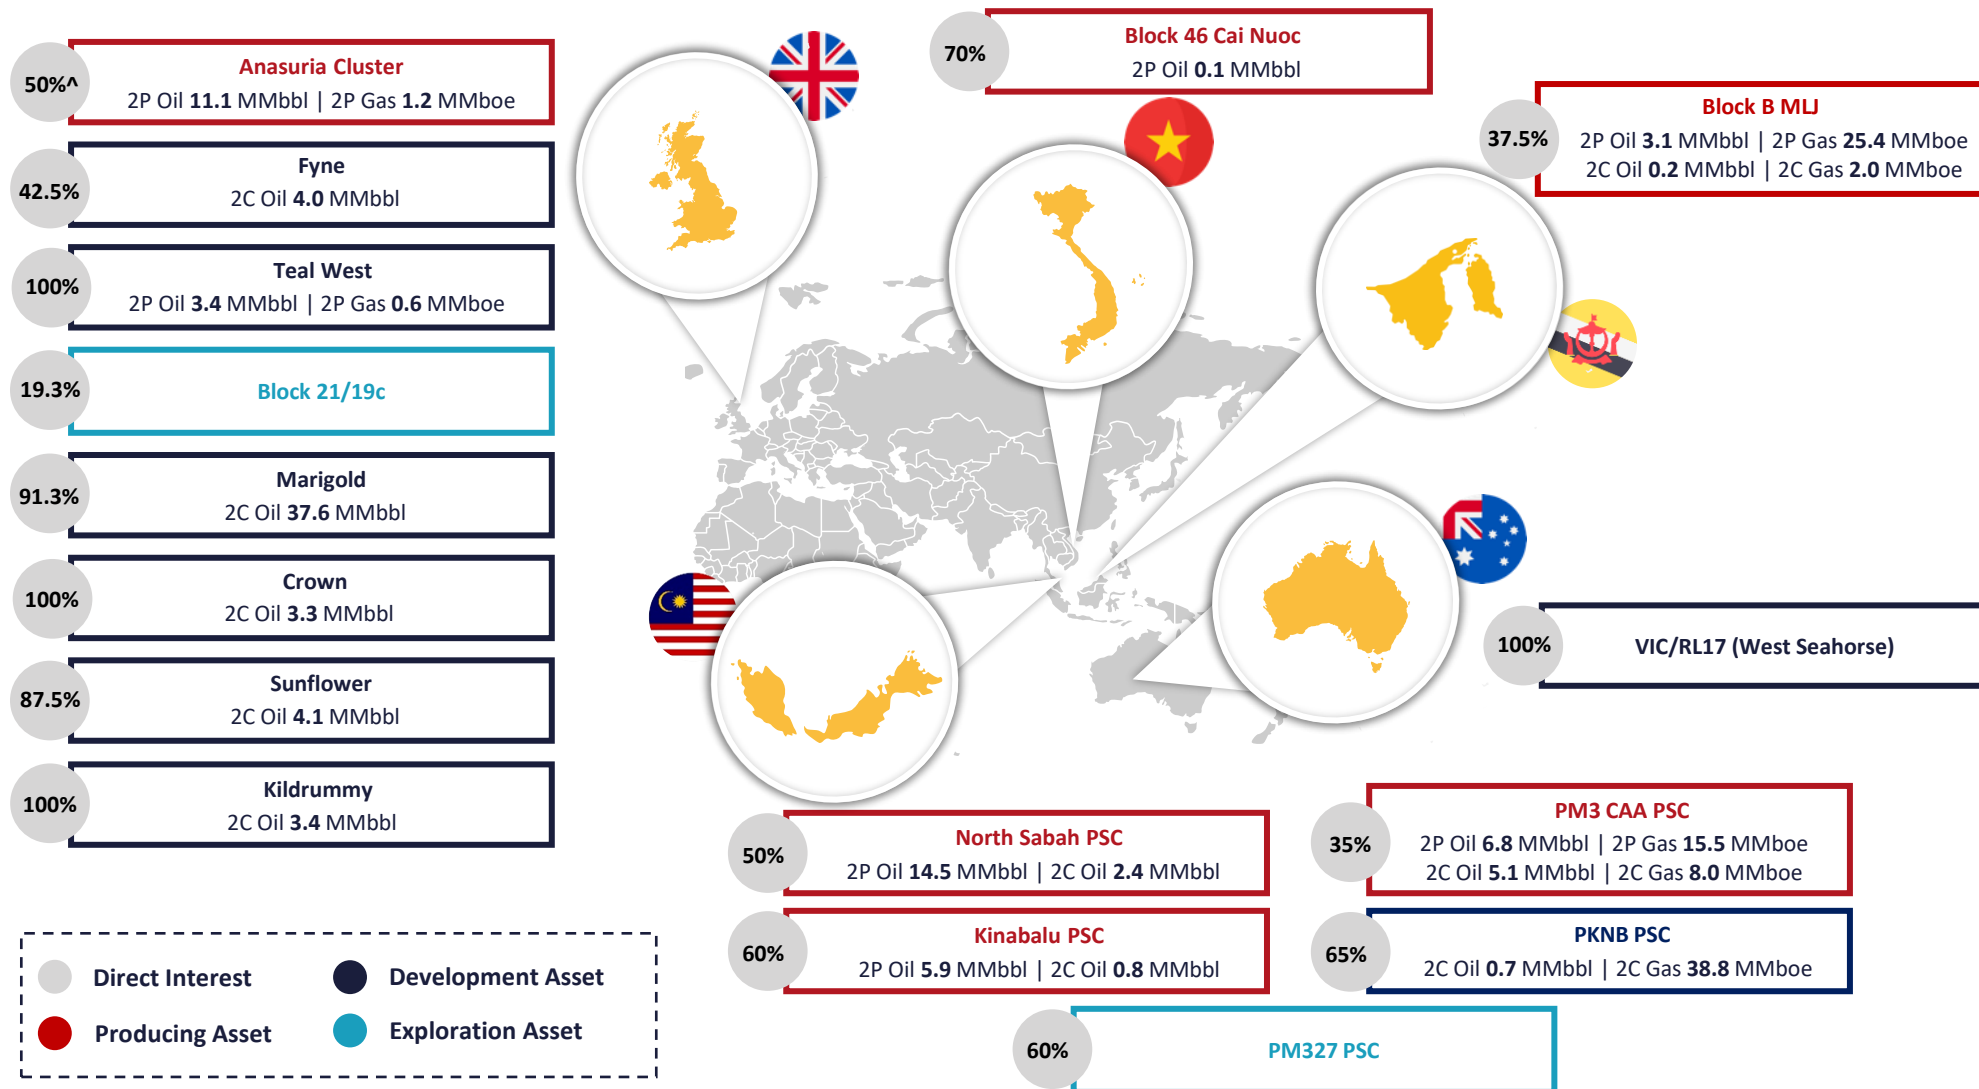 50%^
Anasuria Cluster
2P Oil 11.1 MMbbl | 2P Gas 1.2 MMboe
42.5%
Fyne
2C Oil 4.0 MMbbl
100%
Teal West
2P Oil 3.4 MMbbl | 2P Gas 0.6 MMboe
19.3%
Block 21/19c
91.3%
Marigold
2C Oil 37.6 MMbbl
100%
Crown
2C Oil 3.3 MMbbl
87.5%
Sunflower
2C Oil 4.1 MMbbl
100%
Kildrummy
2C Oil 3.4 MMbbl
70%
Block 46 Cai Nuoc
2P Oil 0.1 MMbbl
37.5%
Block B MLJ
2P Oil 3.1 MMbbl | 2P Gas 25.4 MMboe
2C Oil 0.2 MMbbl | 2C Gas 2.0 MMboe
100%
VIC/RL17 (West Seahorse)
50%
North Sabah PSC
2P Oil 14.5 MMbbl | 2C Oil 2.4 MMbbl
35%
PM3 CAA PSC
2P Oil 6.8 MMbbl | 2P Gas 15.5 MMboe
2C Oil 5.1 MMbbl | 2C Gas 8.0 MMboe
60%
Kinabalu PSC
2P Oil 5.9 MMbbl | 2C Oil 0.8 MMbbl
65%
PKNB PSC
2C Oil 0.7 MMbbl | 2C Gas 38.8 MMboe
60%
PM327 PSC
Direct Interest
Development Asset
Producing Asset
Exploration Asset